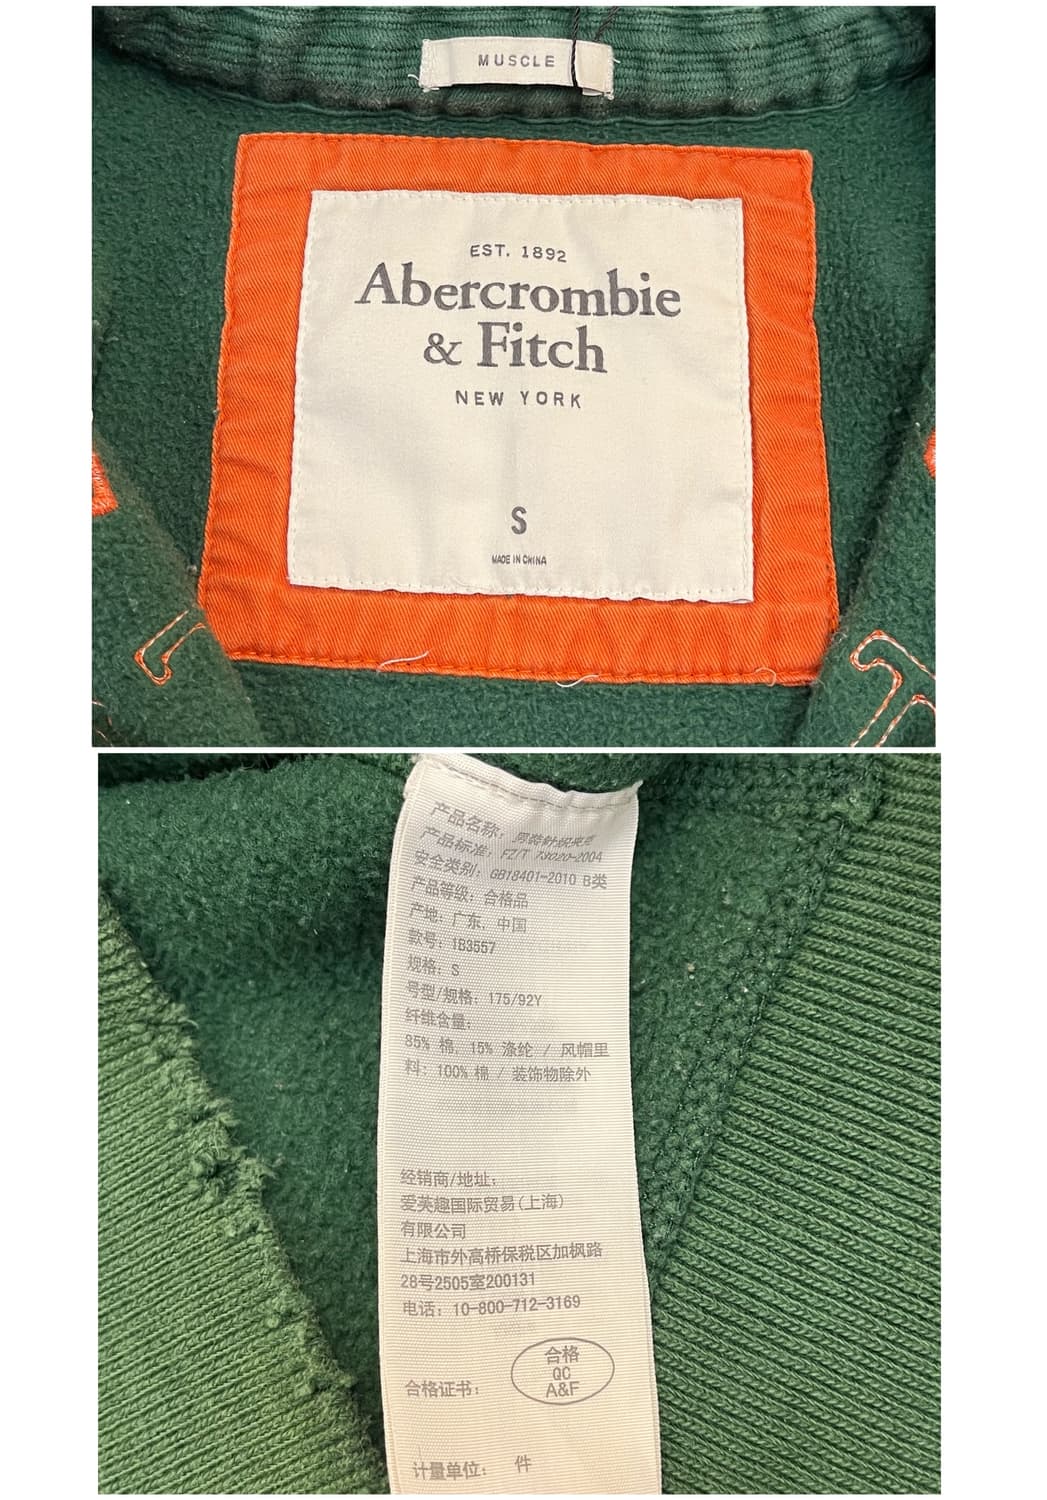 MUSCLE
EST. 1892
Abercrombie
& Fitch
NEW YORK
S
MADE IN CHINA
产品名称:
产品标准: FZ/T 73020-2004
安全类别: GB18401-2010 B类
产品等级: 合格品
产地: 广东, 中国
款号: 183557
规格: S
号型/规格: 175/92Y
纤维含量:
85% 棉, 15% 涤纶 / 风帽里
料: 100% 棉 / 装饰物除外
经销商/地址:
爱芙趣国际贸易(上海)
有限公司
上海市外高桥保税区加枫路
28号2505室200131
电话: 10-800-712-3169
合格
QC
A&F
合格证书:
计量单位: 件